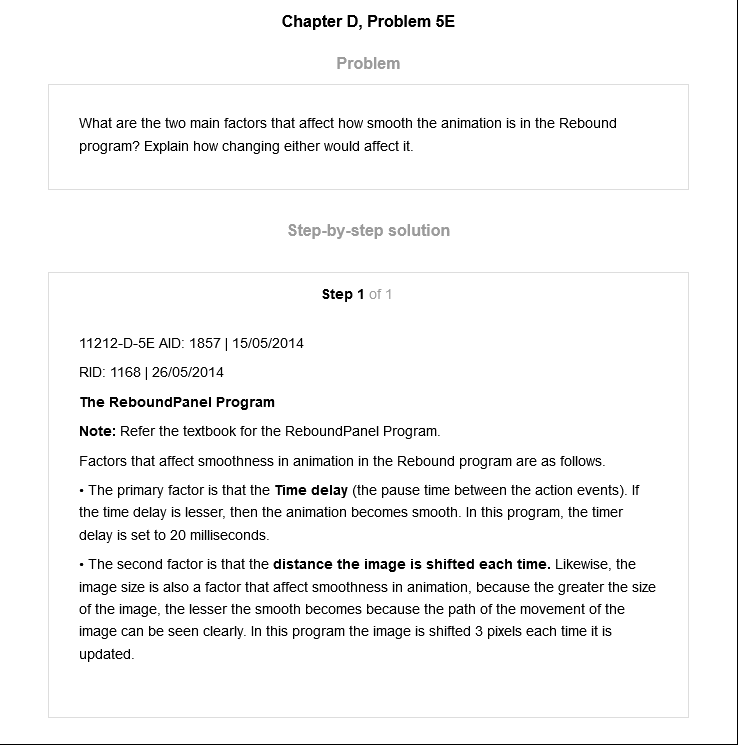 Chapter D, Problem 5E
Problem
What are the two main factors that affect how smooth the animation is in the Rebound
program? Explain how changing either would affect it.
Step-by-step solution
Step 1 of 1
11212-D-5E AID: 1857 | 15/05/2014
RID: 1168 | 26/05/2014
The ReboundPanel Program
Note: Refer the textbook for the ReboundPanel Program.
Factors that affect smoothness in animation in the Rebound program are as follows.
• The primary factor is that the Time delay (the pause time between the action events). If
the time delay is lesser, then the animation becomes smooth. In this program, the timer
delay is set to 20 milliseconds.
• The second factor is that the distance the image is shifted each time. Likewise, the
image size is also a factor that affect smoothness in animation, because the greater the size
of the image, the lesser the smooth becomes because the path of the movement of the
image can be seen clearly. In this program the image is shifted 3 pixels each time it is
updated.